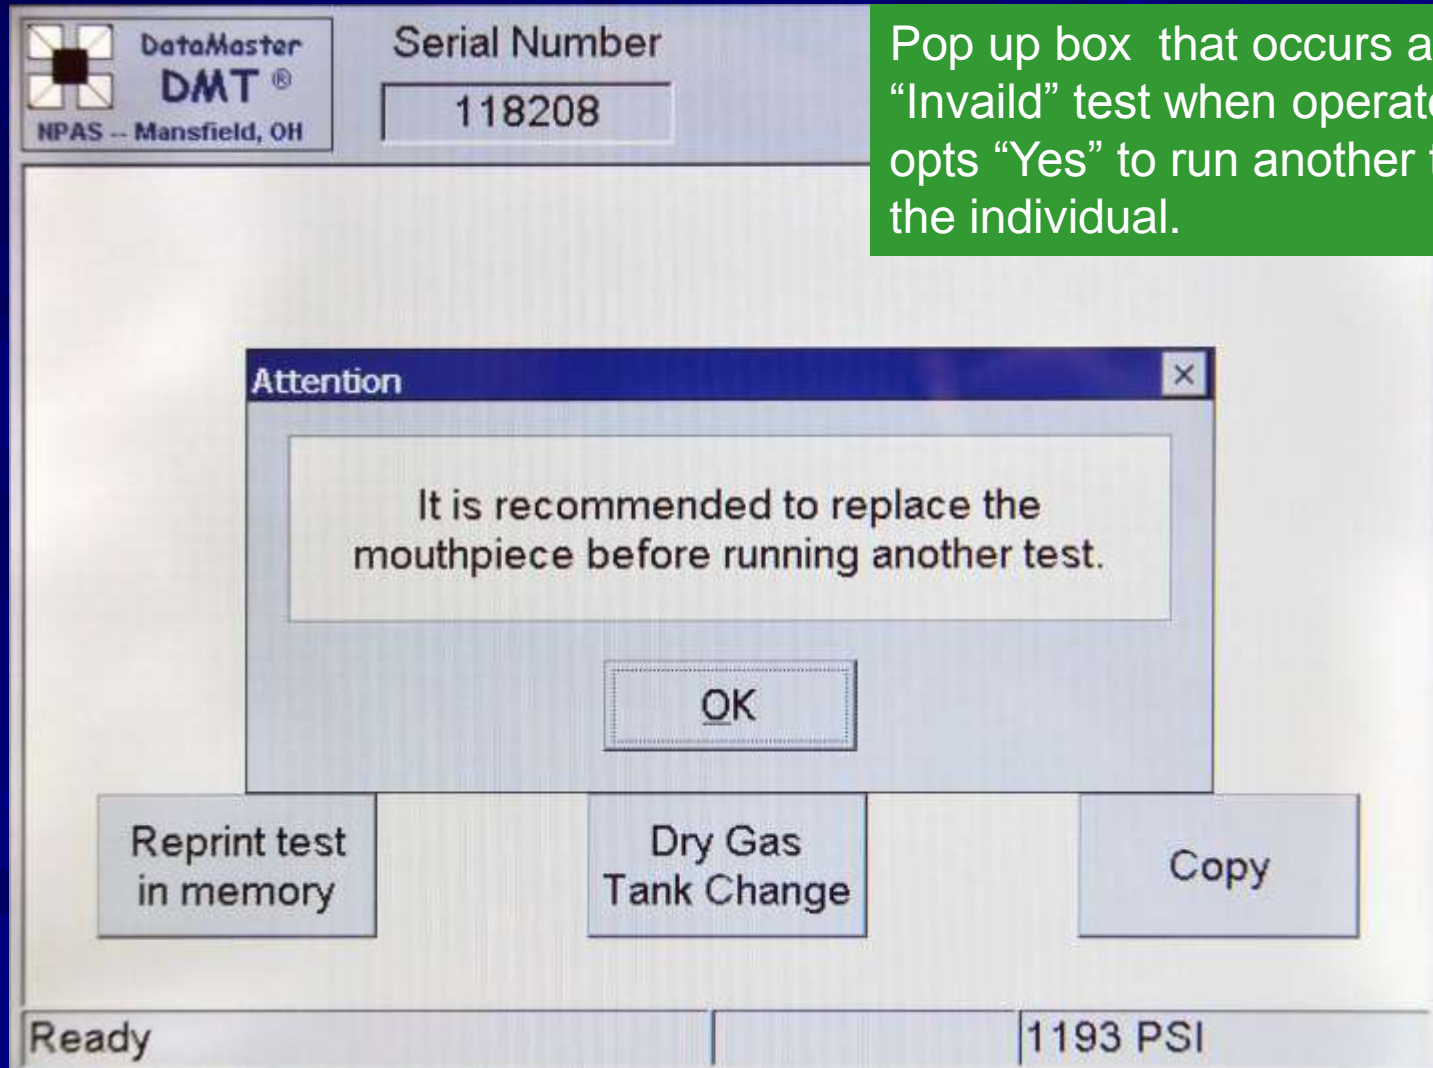 DataMaster
DMT ®
NPAS -- Mansfield, OH
Serial Number
118208
Pop up box that occurs
“Invaild” test when
opts “Yes” to run another
the individual.
Attention
It is recommended to replace the
mouthpiece before running another test.
OK
Reprint test
in memory
Dry Gas
Tank Change
Copy
Ready
1193 PSI